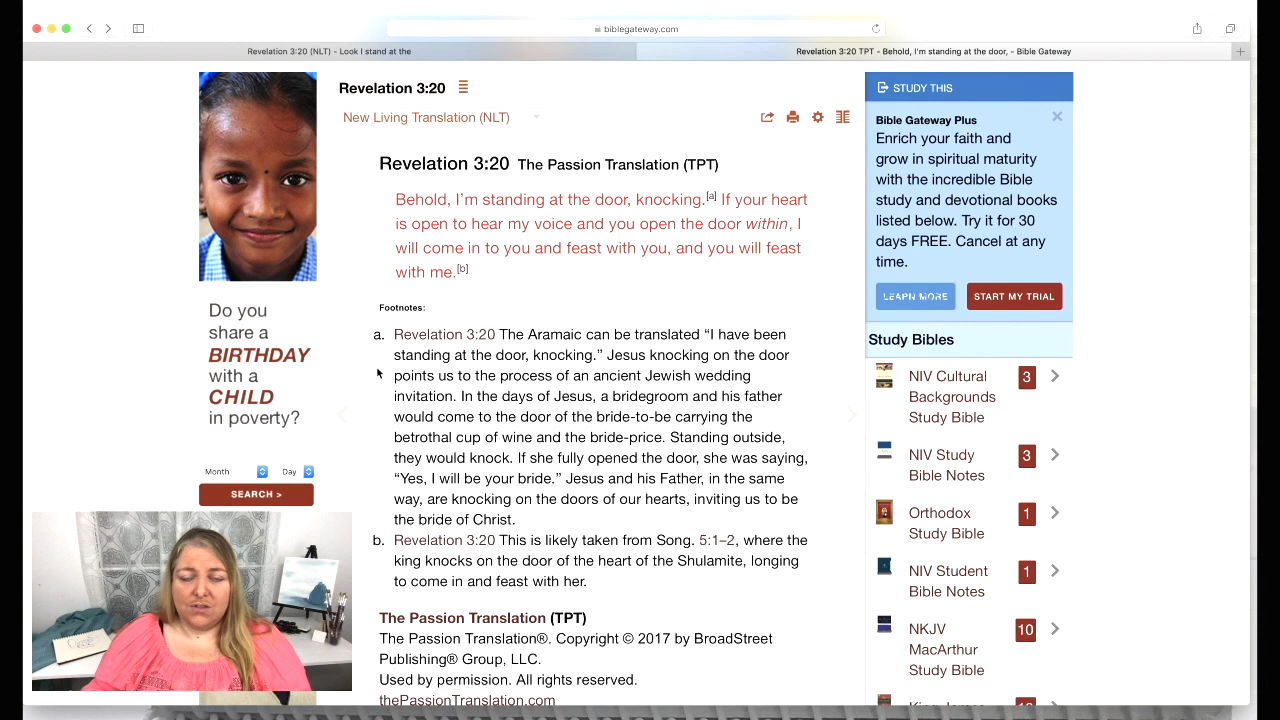 biblegateway.com
Revelation 3:20 (NLT) - Look I stand at the
Revelation 3:20 TPT - Behold, I'm standing at the door, - Bible Gateway
Do you
share a
BIRTHDAY
with a
CHILD
in poverty?
Month Day
SEARCH >
Revelation 3:20
New Living Translation (NLT)
Revelation 3:20 The Passion Translation (TPT)
Behold, I’m standing at the door, knocking.[a] If your heart
is open to hear my voice and you open the door within, I
will come in to you and feast with you, and you will feast
with me.[b]
Footnotes:
a. Revelation 3:20 The Aramaic can be translated “I have been
standing at the door, knocking.” Jesus knocking on the door
points us to the process of an ancient Jewish wedding
invitation. In the days of Jesus, a bridegroom and his father
would come to the door of the bride-to-be carrying the
betrothal cup of wine and the bride-price. Standing outside,
they would knock. If she fully opened the door, she was saying,
“Yes, I will be your bride.” Jesus and his Father, in the same
way, are knocking on the doors of our hearts, inviting us to be
the bride of Christ.
b. Revelation 3:20 This is likely taken from Song. 5:1–2, where the
king knocks on the door of the heart of the Shulamite, longing
to come in and feast with her.
The Passion Translation (TPT)
The Passion Translation®. Copyright © 2017 by BroadStreet
Publishing® Group, LLC.
Used by permission. All rights reserved.
thePassionTranslation.com
STUDY THIS
Bible Gateway Plus
Enrich your faith and
grow in spiritual maturity
with the incredible Bible
study and devotional books
listed below. Try it for 30
days FREE. Cancel at any
time.
LEARN MORE START MY TRIAL
Study Bibles
NIV Cultural 3
Backgrounds
Study Bible
NIV Study 3
Bible Notes
Orthodox 1
Study Bible
NIV Student 1
Bible Notes
NKJV 10
MacArthur
Study Bible
King James